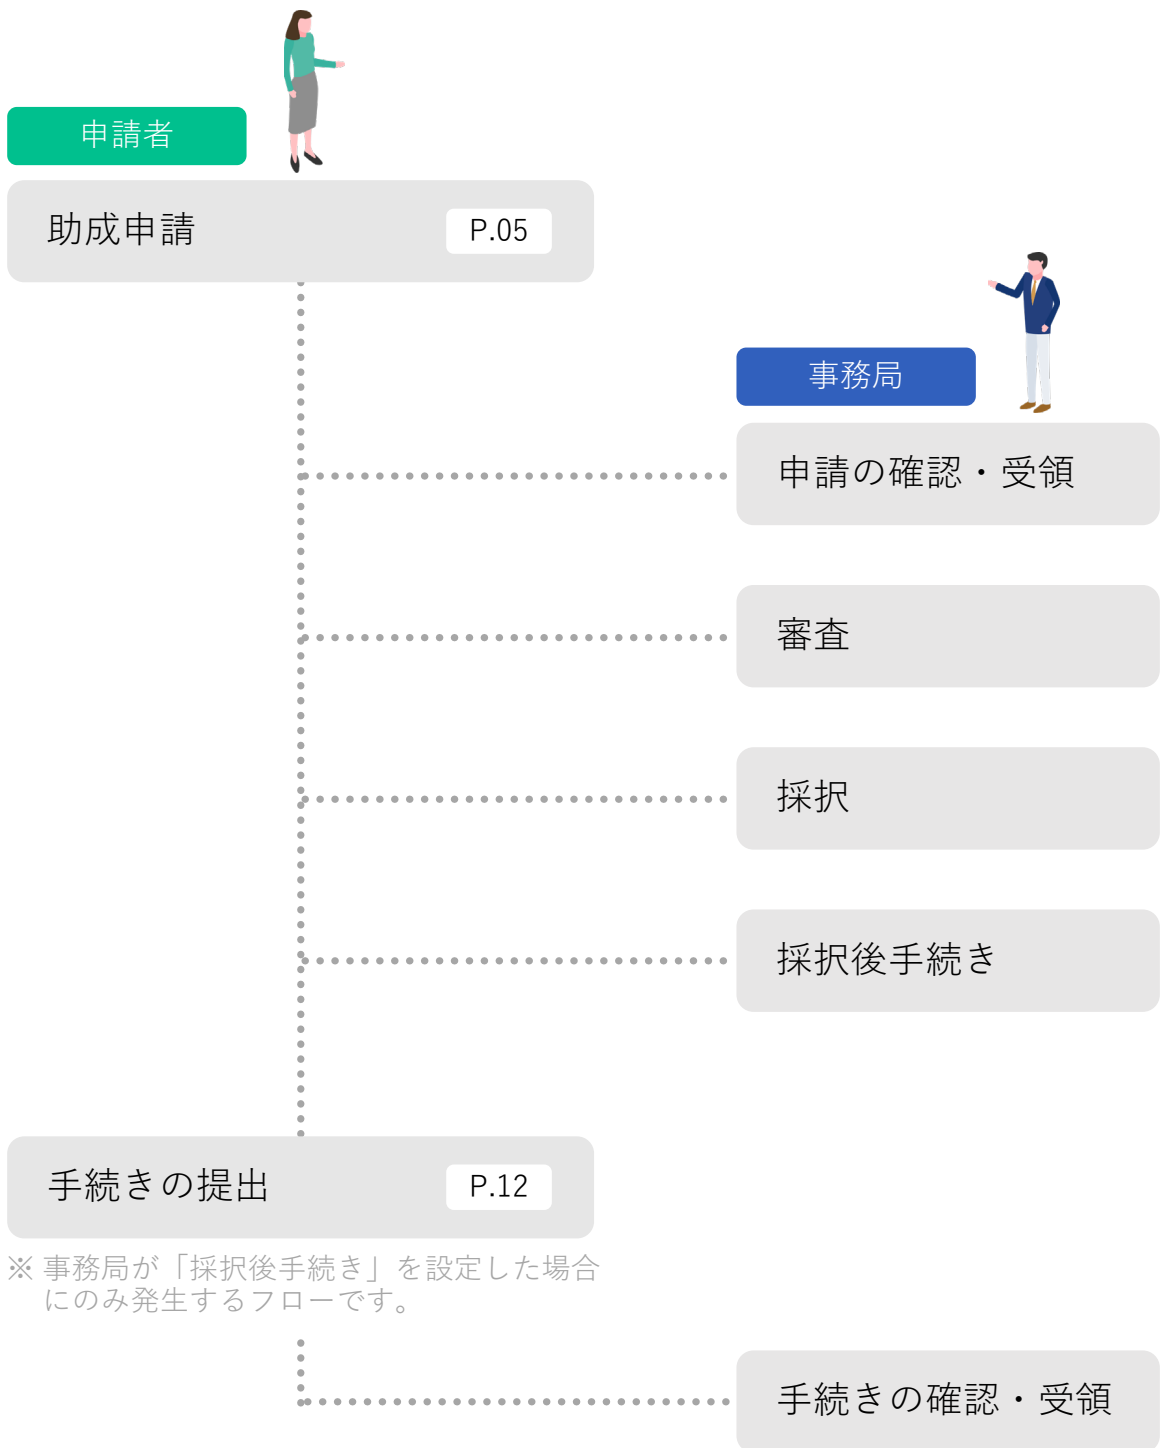 申請者
助成申請
P.05
事務局
申請の確認・受領
審査
採択
採択後手続き
手続きの提出
P.12
※ 事務局が「採択後手続き」を設定した場合
にのみ発生するフローです。
手続きの確認・受領